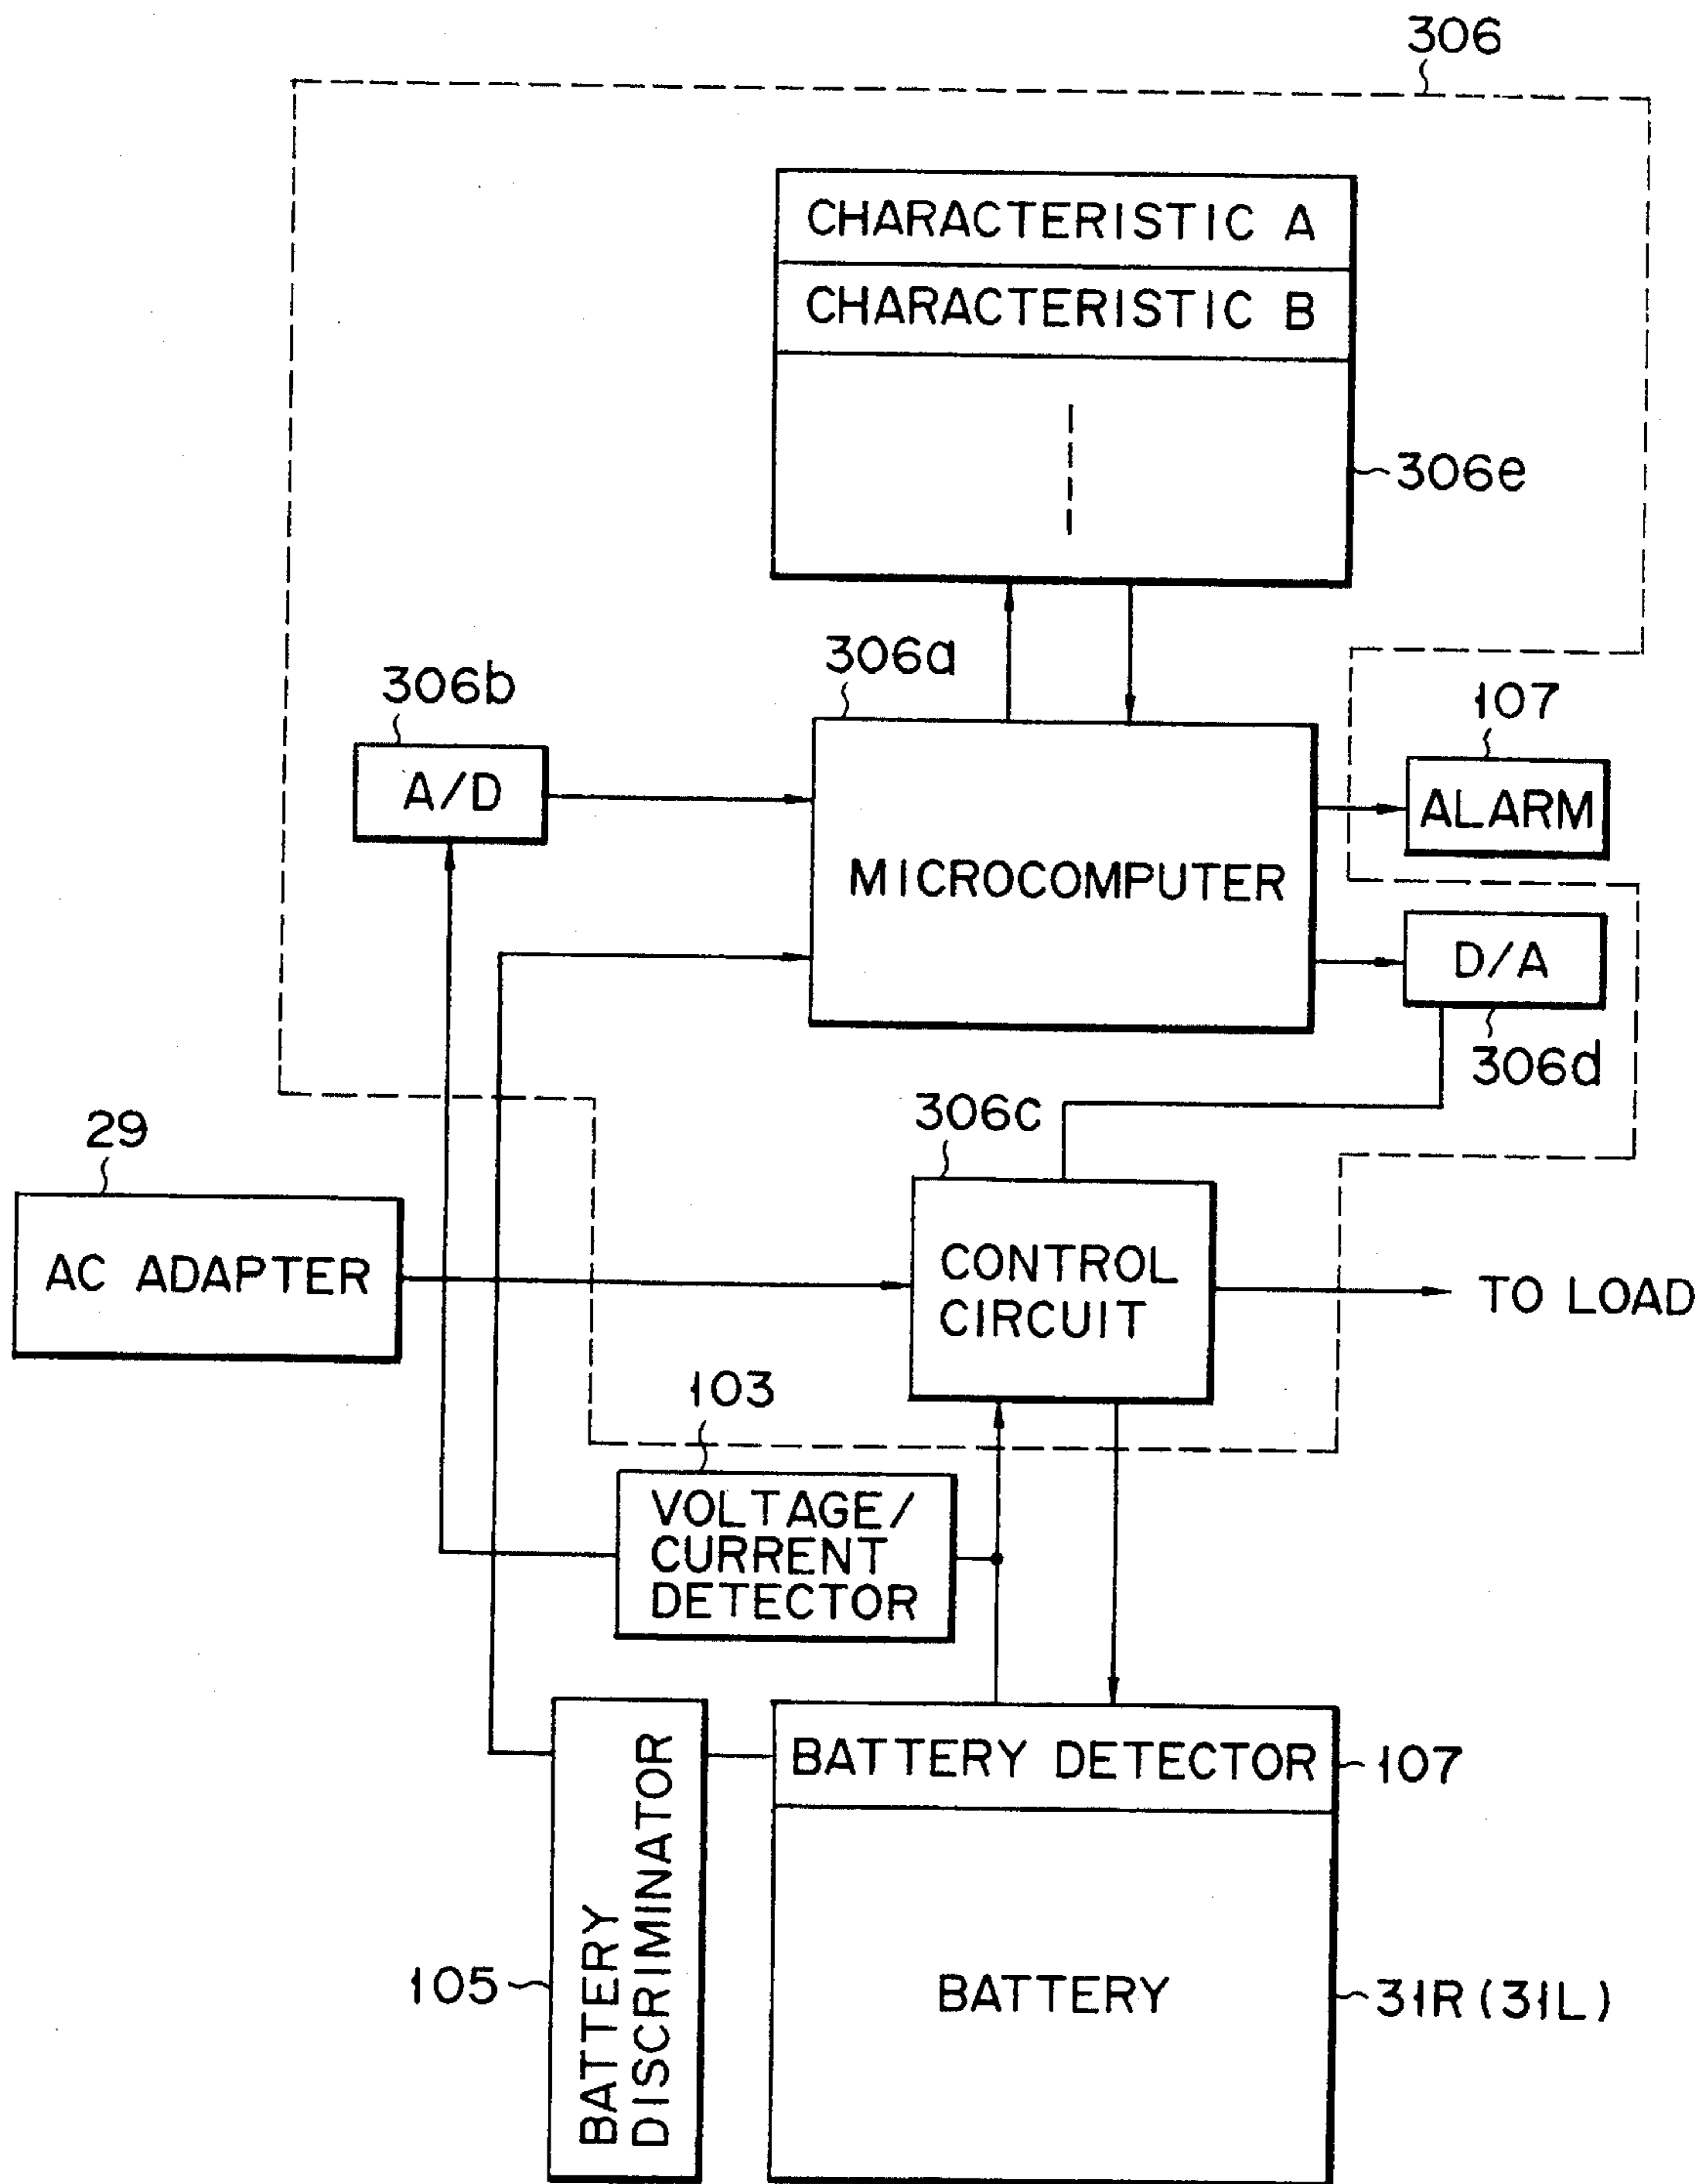 306
CHARACTERISTIC A
CHARACTERISTIC B
306e
306a
306b
107
A/D
ALARM
MICROCOMPUTER
D/A
306d
306c
29
AC ADAPTER
CONTROL
CIRCUIT
TO LOAD
103
VOLTAGE/
CURRENT
DETECTOR
BATTERY DETECTOR
107
BATTERY
DISCRIMINATOR
105
BATTERY
31R (31L)